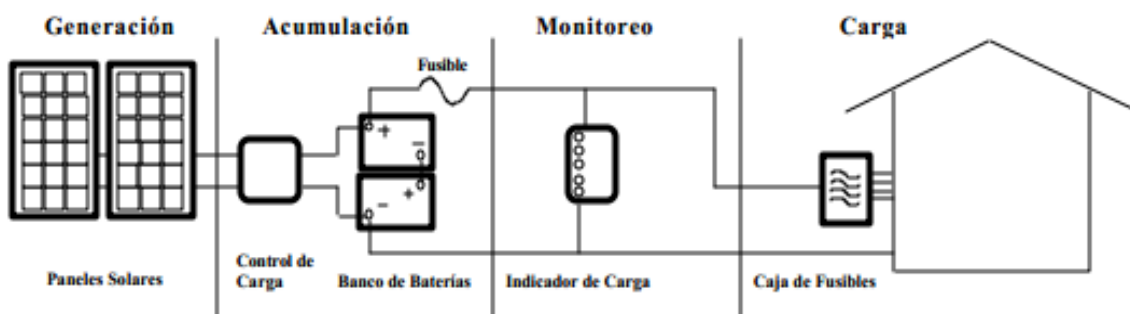 Generación
Acumulación
Monitoreo
Carga
Fusible
+
−
+
−
Paneles Solares
Control de
Carga
Banco de Baterías
Indicador de Carga
Caja de Fusibles